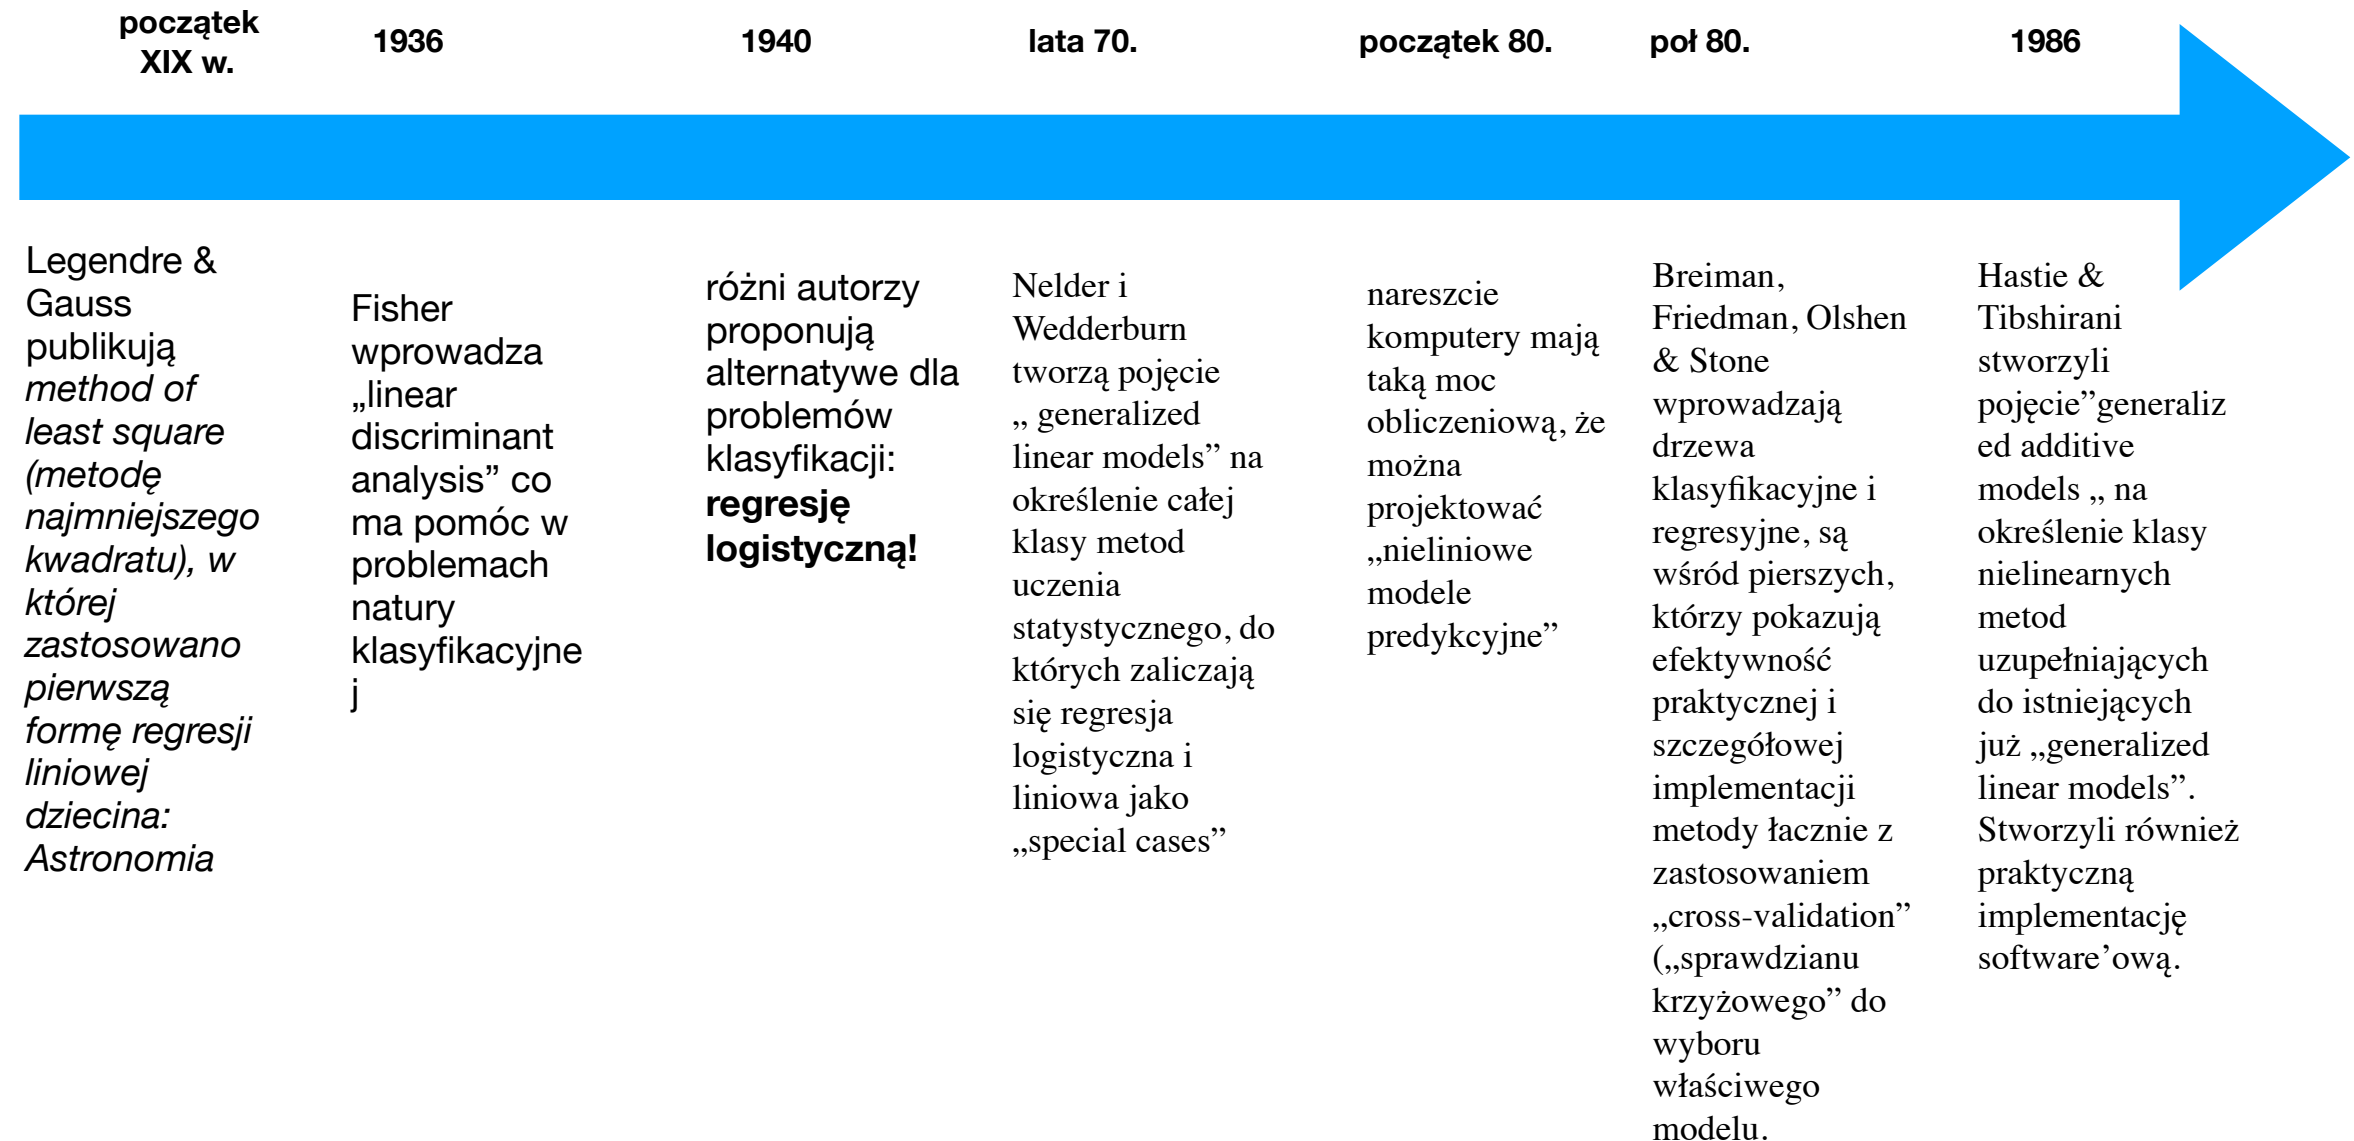 początek
XIX w.
1936
1940
lata 70.
początek 80.
poł 80.
1986
Legendre &
Gauss
publikują
method of
least square
(metodę
najmniejszego
kwadratu), w
której
zastosowano
pierwszą
formę regresji
liniowej
dziecina:
Astronomia
Fisher
wprowadza
„linear
discriminant
analysis” co
ma pomóc w
problemach
natury
klasyfikacyjne
j
różni autorzy
proponują
alternatywe dla
problemów
klasyfikacji:
regresję
logistyczną!
Nelder i
Wedderburn
tworzą pojęcie
„ generalized
linear models” na
określenie całej
klasy metod
uczenia
statystycznego, do
których zaliczają
się regresja
logistyczna i
liniowa jako
„special cases”
nareszcie
komputery mają
taką moc
obliczeniową, że
można
projektować
„nieliniowe
modele
predykcyjne”
Breiman,
Friedman, Olshen
& Stone
wprowadzają
drzewa
klasyfikacyjne i
regresyjne, są
wśród pierszych,
którzy pokazują
efektywność
praktycznej i
szczegółowej
implementacji
metody łacznie z
zastosowaniem
„cross-validation”
(„sprawdzianu
krzyżowego” do
wyboru
właściwego
modelu.
Hastie &
Tibshirani
stworzyli
pojęcie”generaliz
ed additive
models „ na
określenie klasy
nielinearnych
metod
uzupełniających
do istniejących
już „generalized
linear models”.
Stworzyli również
praktyczną
implementację
software’ową.